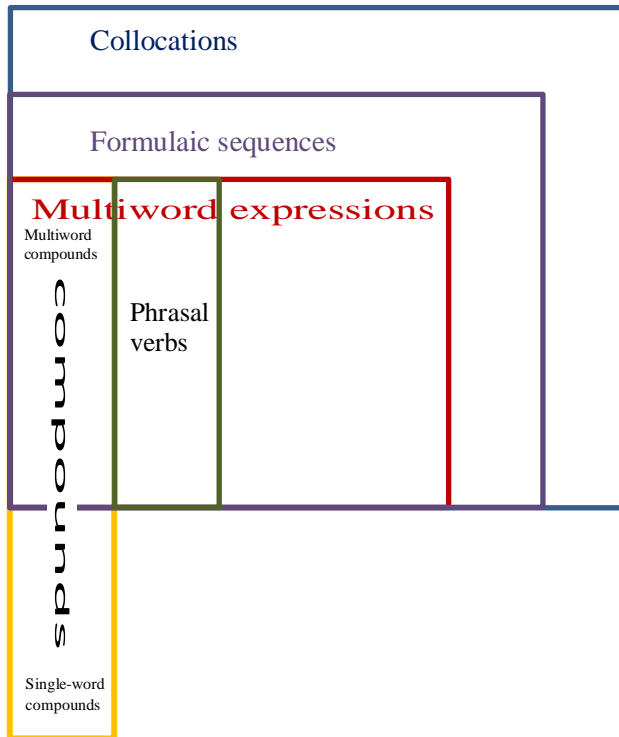 Collocations
Formulaic sequences
Multiword expressions
Multiword
compounds
Phrasal
verbs
compounds
Single-word
compounds